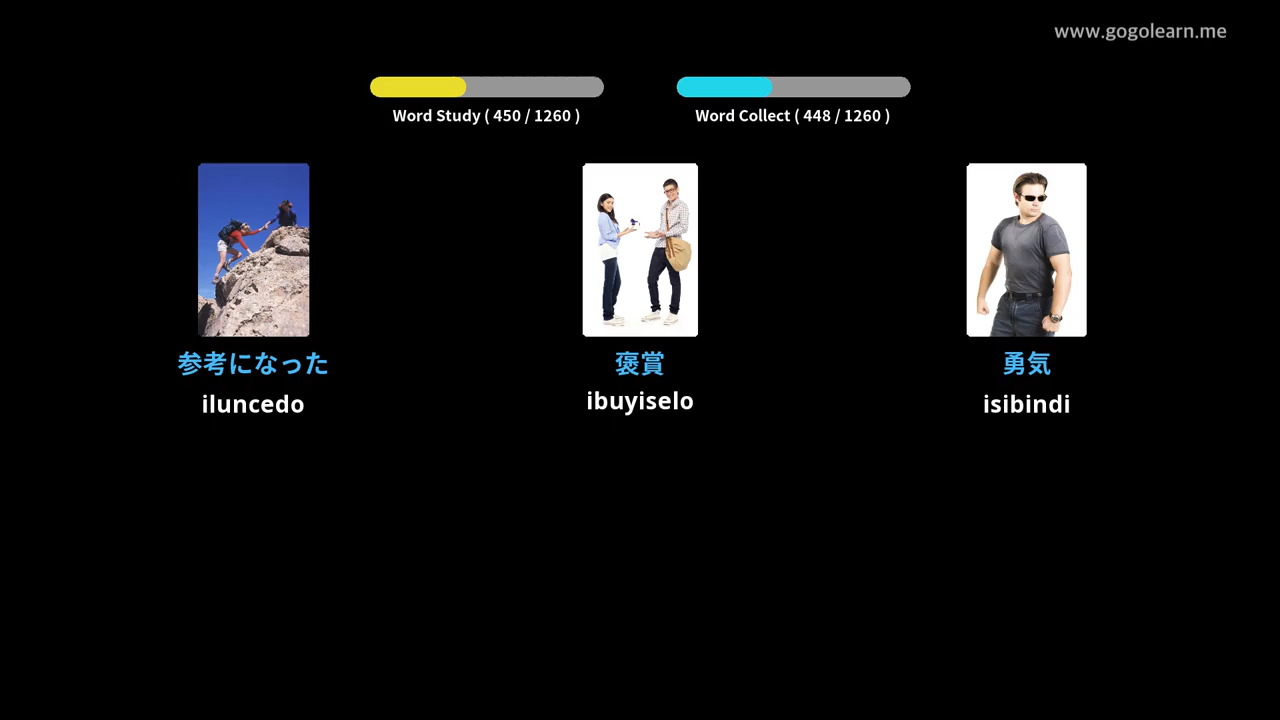 www.gogolearn.me
Word Study ( 450 / 1260 )
Word Collect ( 448 / 1260 )
参考になった
褒賞
勇気
iluncedo
ibuyiselo
isibindi